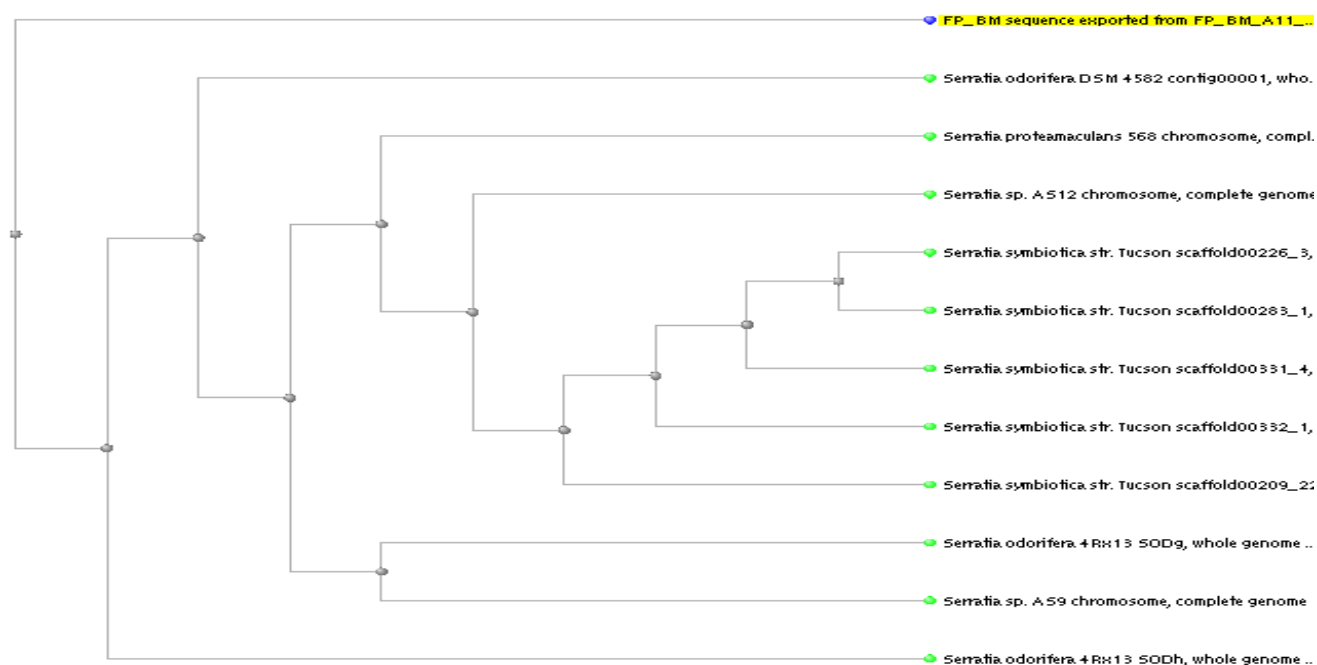 FP_BM sequence exported from FP_BM_A11_...
Serratia odorifera DSM 4582 contig00001, who.
Serratia proteamaculans 568 chromosome, compl.
Serratia sp. AS12 chromosome, complete genome
Serratia symbiotica str. Tucson scaffold00226_3,
Serratia symbiotica str. Tucson scaffold00283_1,
Serratia symbiotica str. Tucson scaffold00331_4,
Serratia symbiotica str. Tucson scaffold00332_1,
Serratia symbiotica str. Tucson scaffold00209_22
Serratia odorifera 4Rx13 SODg, whole genome ...
Serratia sp. AS9 chromosome, complete genome
Serratia odorifera 4Rx13 SODh, whole genome ...